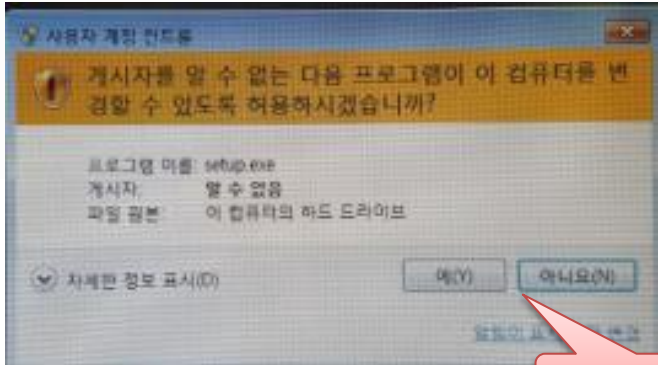 사용자 계정 컨트롤
게시자를 알 수 없는 다음 프로그램이 이 컴퓨터를 변
경할 수 있도록 허용하시겠습니까?
프로그램 이름: setup.exe
게시자: 알 수 없음
파일 원본: 이 컴퓨터의 하드 드라이브
자세한 정보 표시(D)
예(Y)
아니요(N)
변경